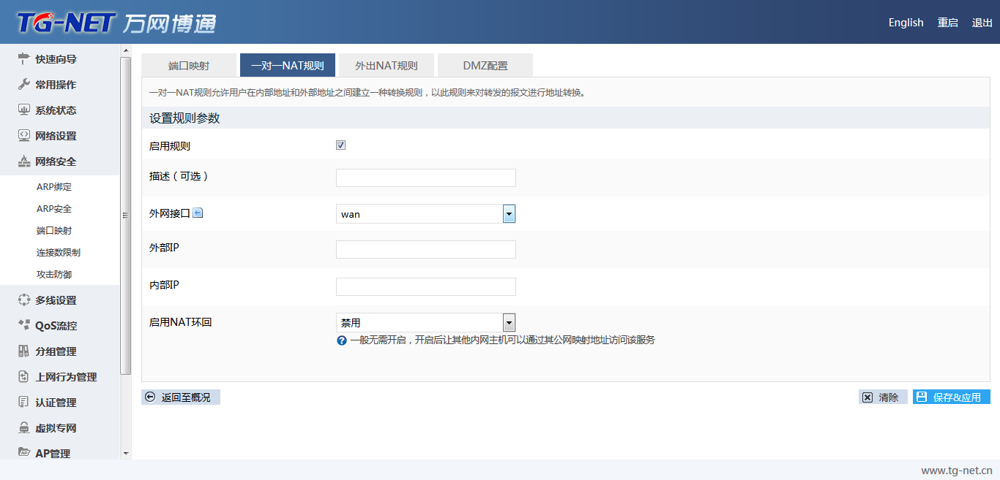 TG-NET 万网博通
English 重启 退出
快速向导
常用操作
系统状态
网络设置
网络安全
ARP绑定
ARP安全
端口映射
连接数限制
攻击防御
多线设置
QoS流控
分组管理
上网行为管理
认证管理
虚拟专网
AP管理
端口映射 一对一NAT规则 外出NAT规则 DMZ配置
一对一NAT规则允许用户在内部地址和外部地址之间建立一种转换规则，以此规则来对转发的报文进行地址转换。
设置规则参数
启用规则
描述（可选）
外网接口 wan
外部IP
内部IP
启用NAT环回 禁用
一般无需开启，开启后让其他内网主机可以通过其公网映射地址访问该服务
返回至概况 清除 保存&应用
www.tg-net.cn